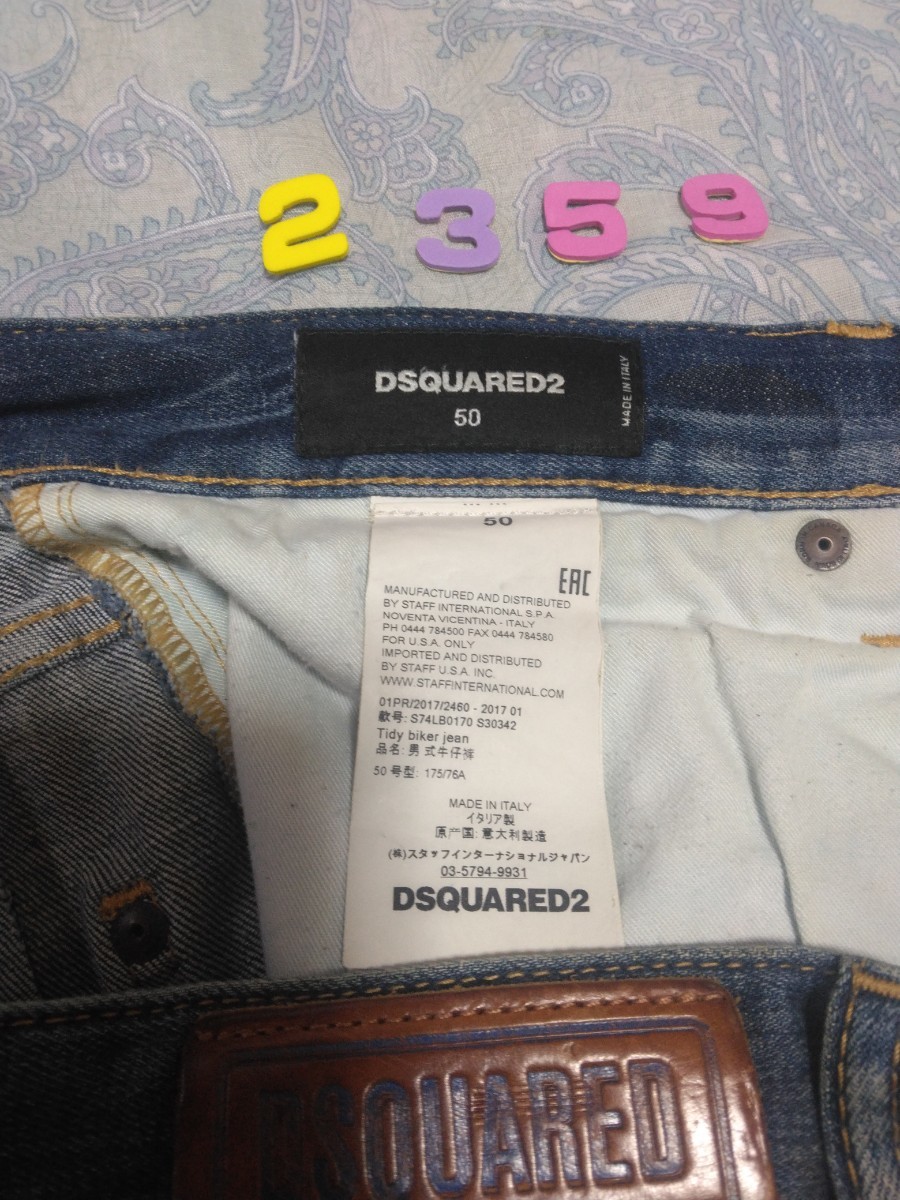 2 3 5 9
DSQUARED2
50
MADE IN ITALY
50
EAC
MANUFACTURED AND DISTRIBUTED
BY STAFF INTERNATIONAL S.P.A.
NOVENTA VICENTINA - ITALY
PH 0444 784500 FAX 0444 784580
FOR U.S.A. ONLY
IMPORTED AND DISTRIBUTED
BY STAFF U.S.A. INC.
WWW.STAFFINTERNATIONAL.COM
01PR/2017/2460 - 2017 01
款号: S74LB0170 S30342
Tidy biker jean
品名: 男式牛仔裤
50 号型: 175/76A
MADE IN ITALY
イタリア製
原产国: 意大利製造
(株)スタッフインターナショナルジャパン
03-5794-9931
DSQUARED2
DSQUARED